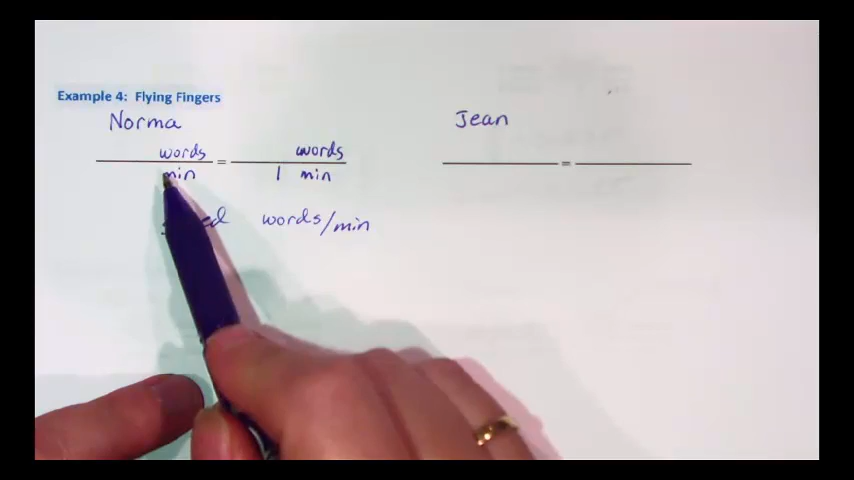 Example 4: Flying Fingers
Norma
words = words
min 1 min
words/min
Jean
=